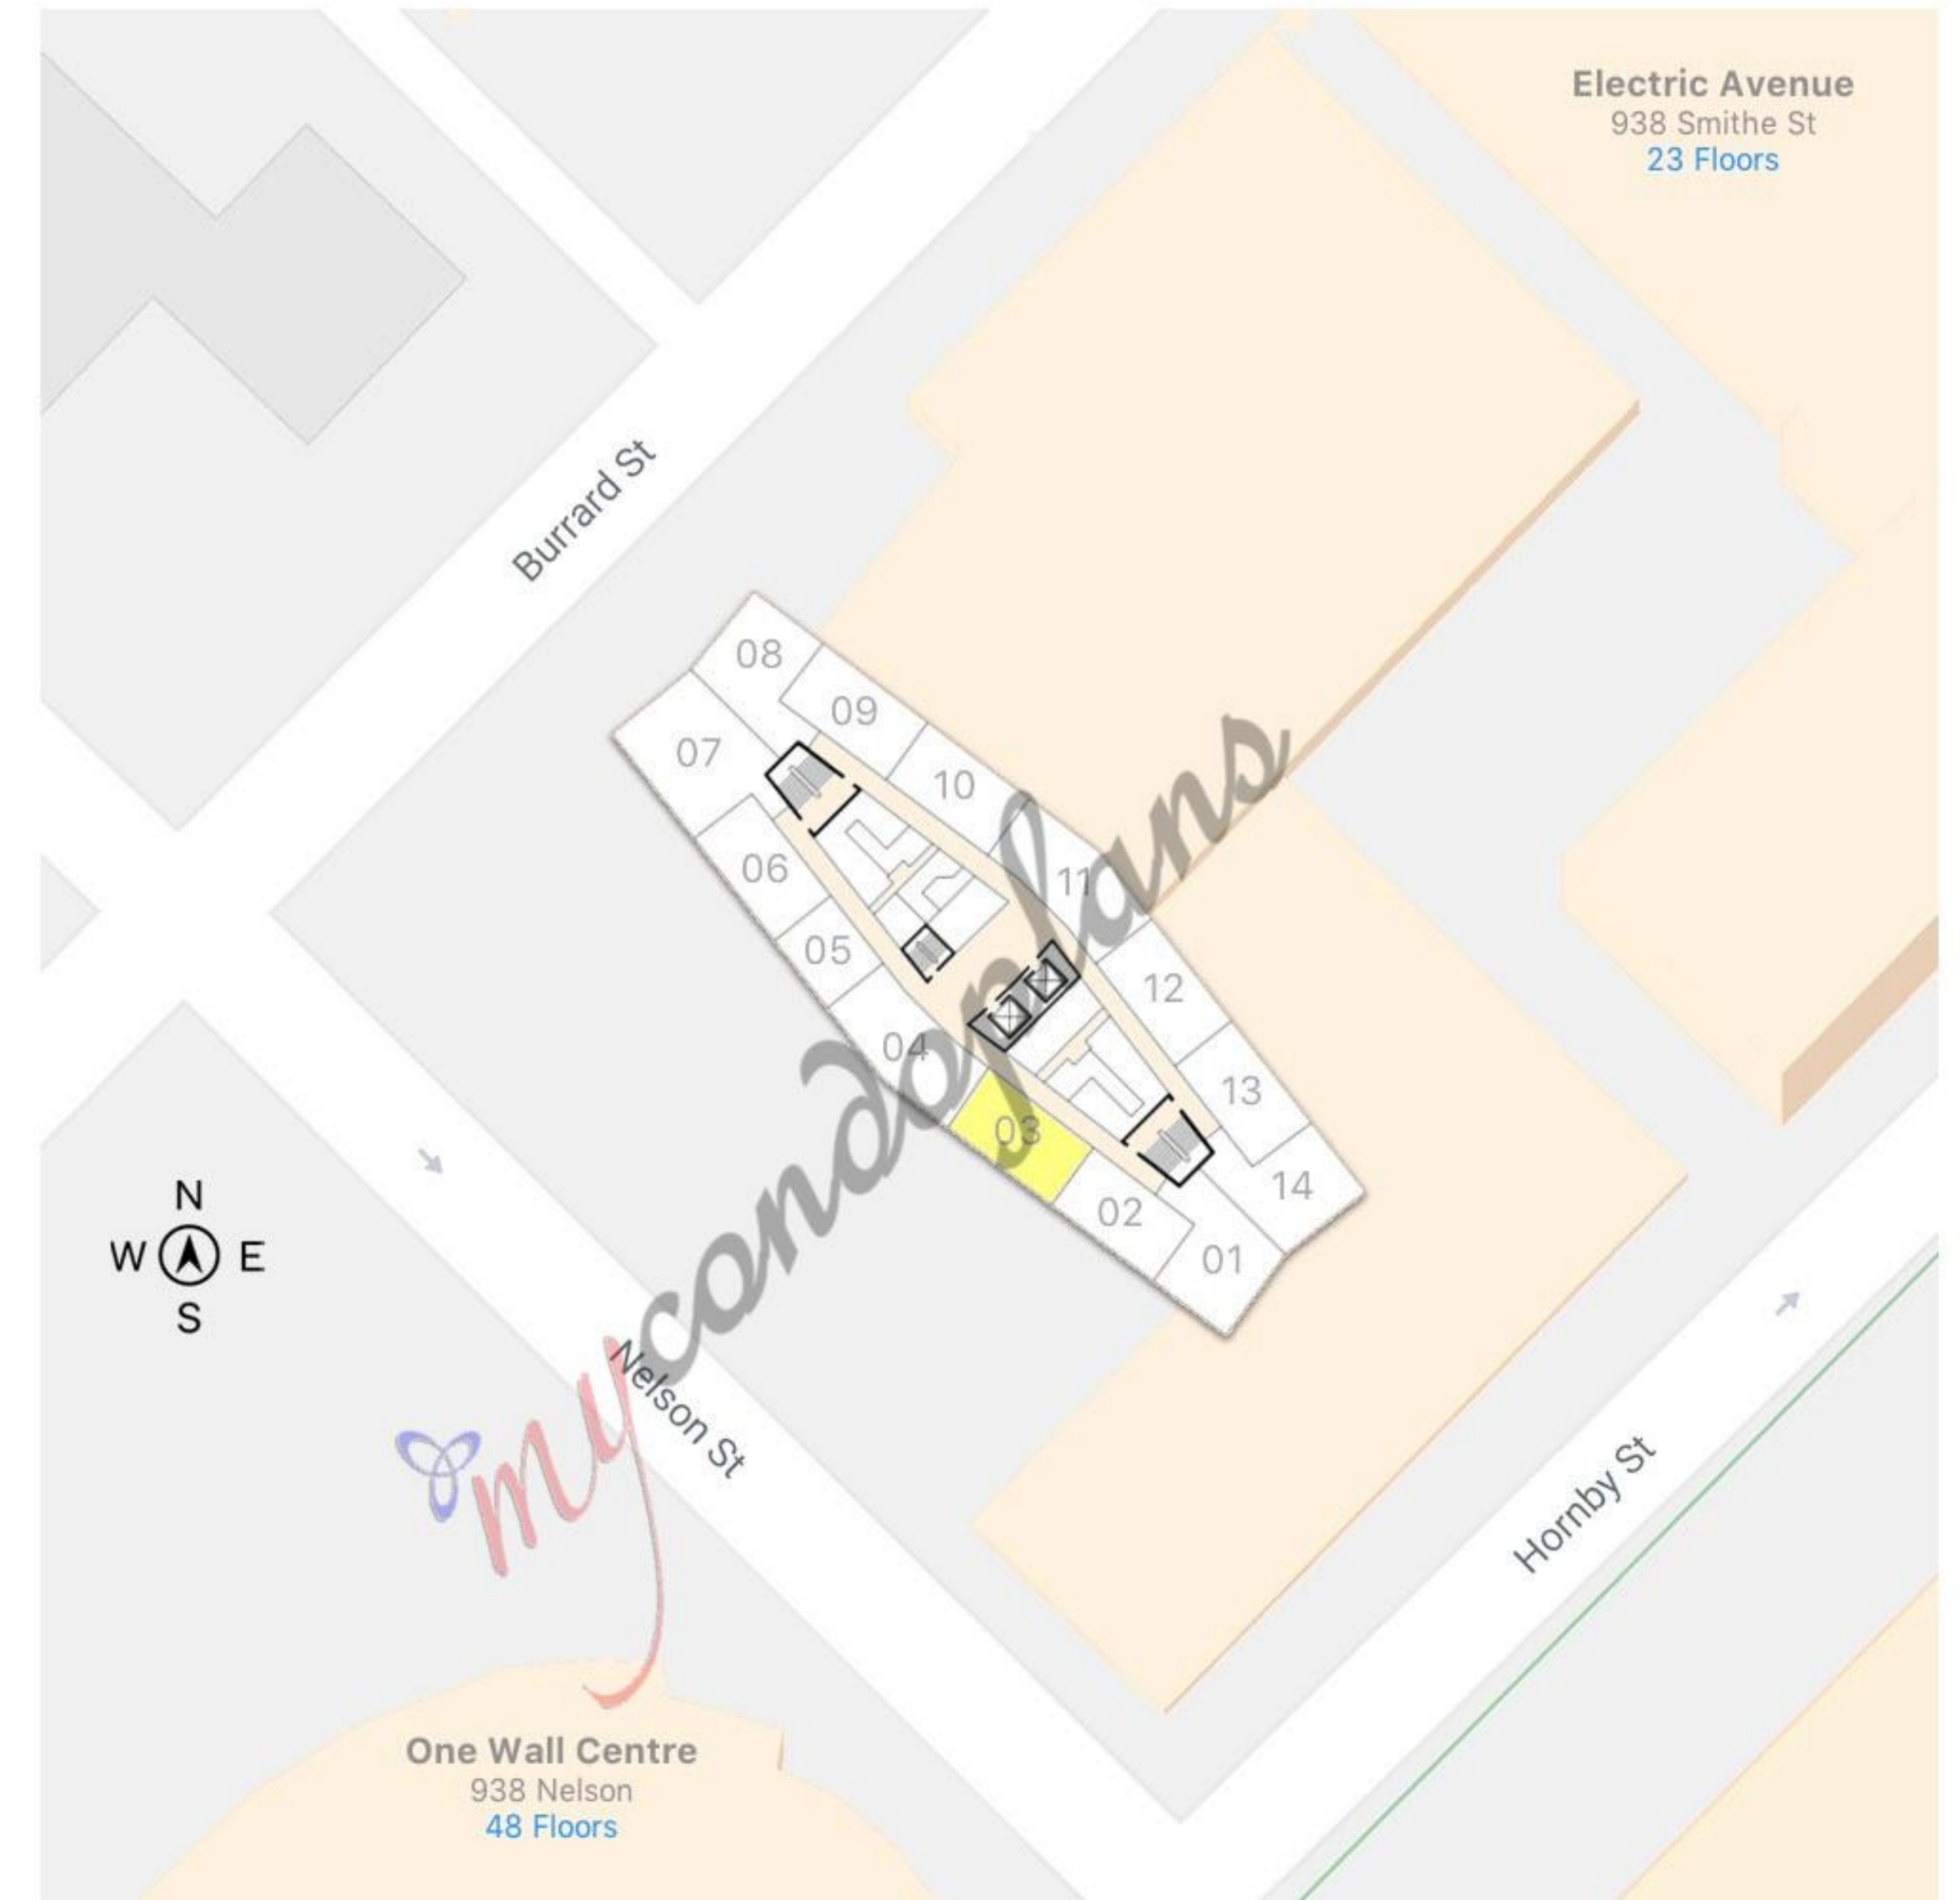 Electric Avenue
938 Smithe St
23 Floors
Burrard St
08
09
07
10
06
11
05
12
04
13
03
14
02
01
N
W E
S
mycondoplans
Nelson St
Hornby St
One Wall Centre
938 Nelson
48 Floors